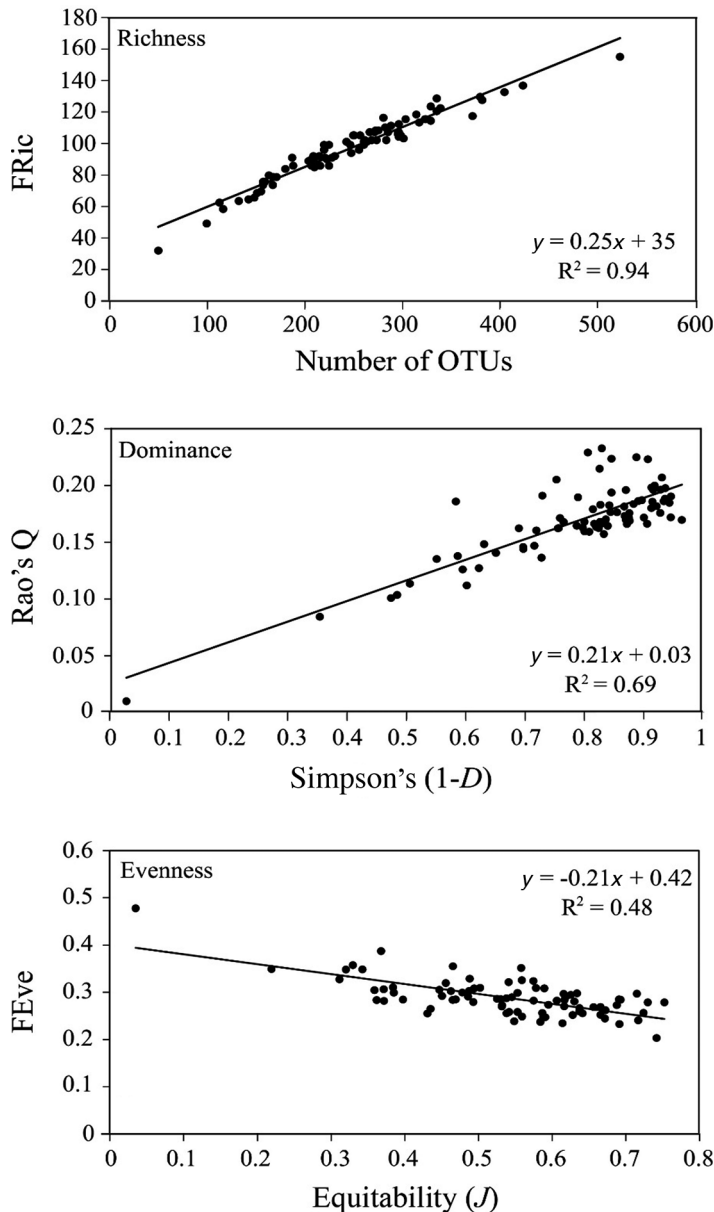 Richness
180
160
140
120
100
80
60
40
20
0
FRic
y = 0.25x + 35
R² = 0.94
0 100 200 300 400 500 600
Number of OTUs
Dominance
0.25
0.20
0.15
0.10
0.05
0
Rao's Q
y = 0.21x + 0.03
R² = 0.69
0 0.1 0.2 0.3 0.4 0.5 0.6 0.7 0.8 0.9 1
Simpson's (1-D)
Evenness
0.6
0.5
0.4
0.3
0.2
0.1
0
FEve
y = -0.21x + 0.42
R² = 0.48
0 0.1 0.2 0.3 0.4 0.5 0.6 0.7 0.8
Equitability (J)